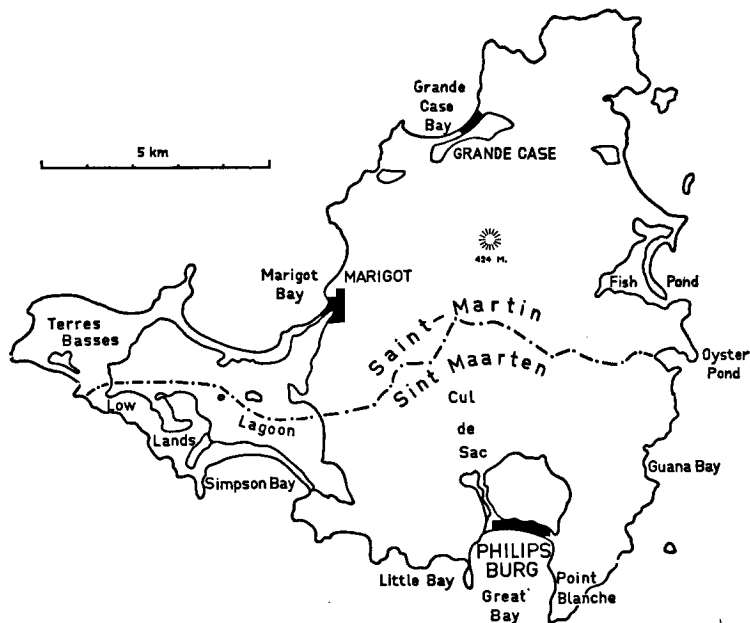 Grande
Case
Bay
GRANDE CASE
5 km
424 M.
Marigot
Bay
MARIGOT
Fish Pond
Terres
Basses
Saint-Martin
Sint Maarten
Oyster
Pond
Cul
de
Sac
Low
Lands
Lagoon
Simpson Bay
Guana Bay
PHILIPS
BURG
Little Bay
Great
Bay
Point
Blanche